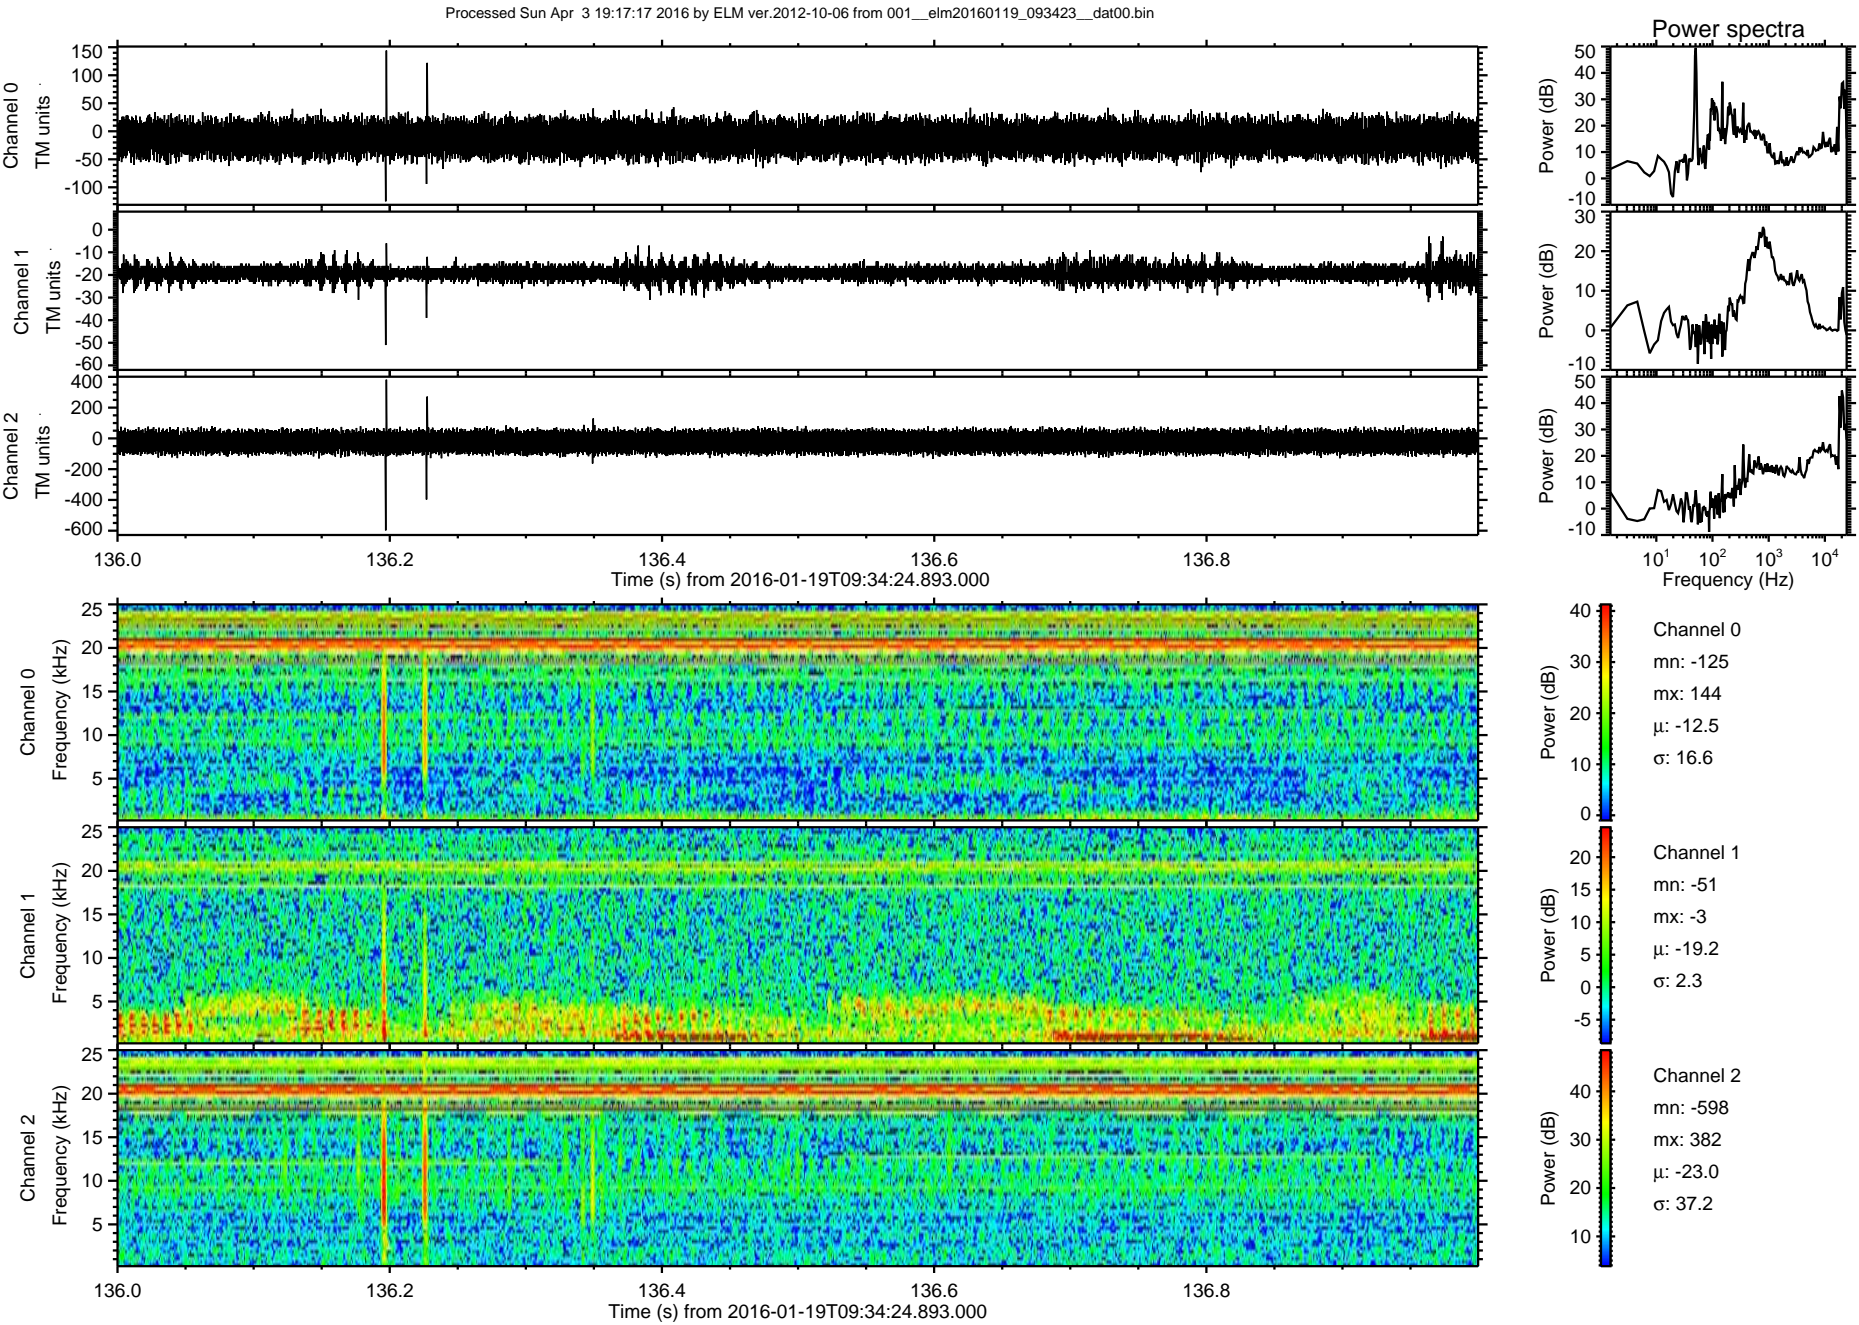 Processed Sun Apr  3 19:17:17 2016 by ELM ver.2012-10-06 from 001__elm20160119_093423__dat00.bin
Power spectra
Channel 0
TM units
150
100
50
0
-50
-100
Power (dB)
50
40
30
20
10
0
-10
Channel 1
TM units
0
-10
-20
-30
-40
-50
-60
Power (dB)
30
20
10
0
-10
Channel 2
TM units
400
200
0
-200
-400
-600
Power (dB)
50
40
30
20
10
0
-10
136.0 136.2 136.4 136.6 136.8
Time (s) from 2016-01-19T09:34:24.893.000
10¹ 10² 10³ 10⁴
Frequency (Hz)
Channel 0
Frequency (kHz)
25
20
15
10
5
Power (dB)
40
30
20
10
0
Channel 0
mn: -125
mx: 144
μ: -12.5
σ: 16.6
Channel 1
Frequency (kHz)
25
20
15
10
5
Power (dB)
20
15
10
5
0
-5
Channel 1
mn: -51
mx: -3
μ: -19.2
σ: 2.3
Channel 2
Frequency (kHz)
25
20
15
10
5
Power (dB)
40
30
20
10
Channel 2
mn: -598
mx: 382
μ: -23.0
σ: 37.2
136.0 136.2 136.4 136.6 136.8
Time (s) from 2016-01-19T09:34:24.893.000